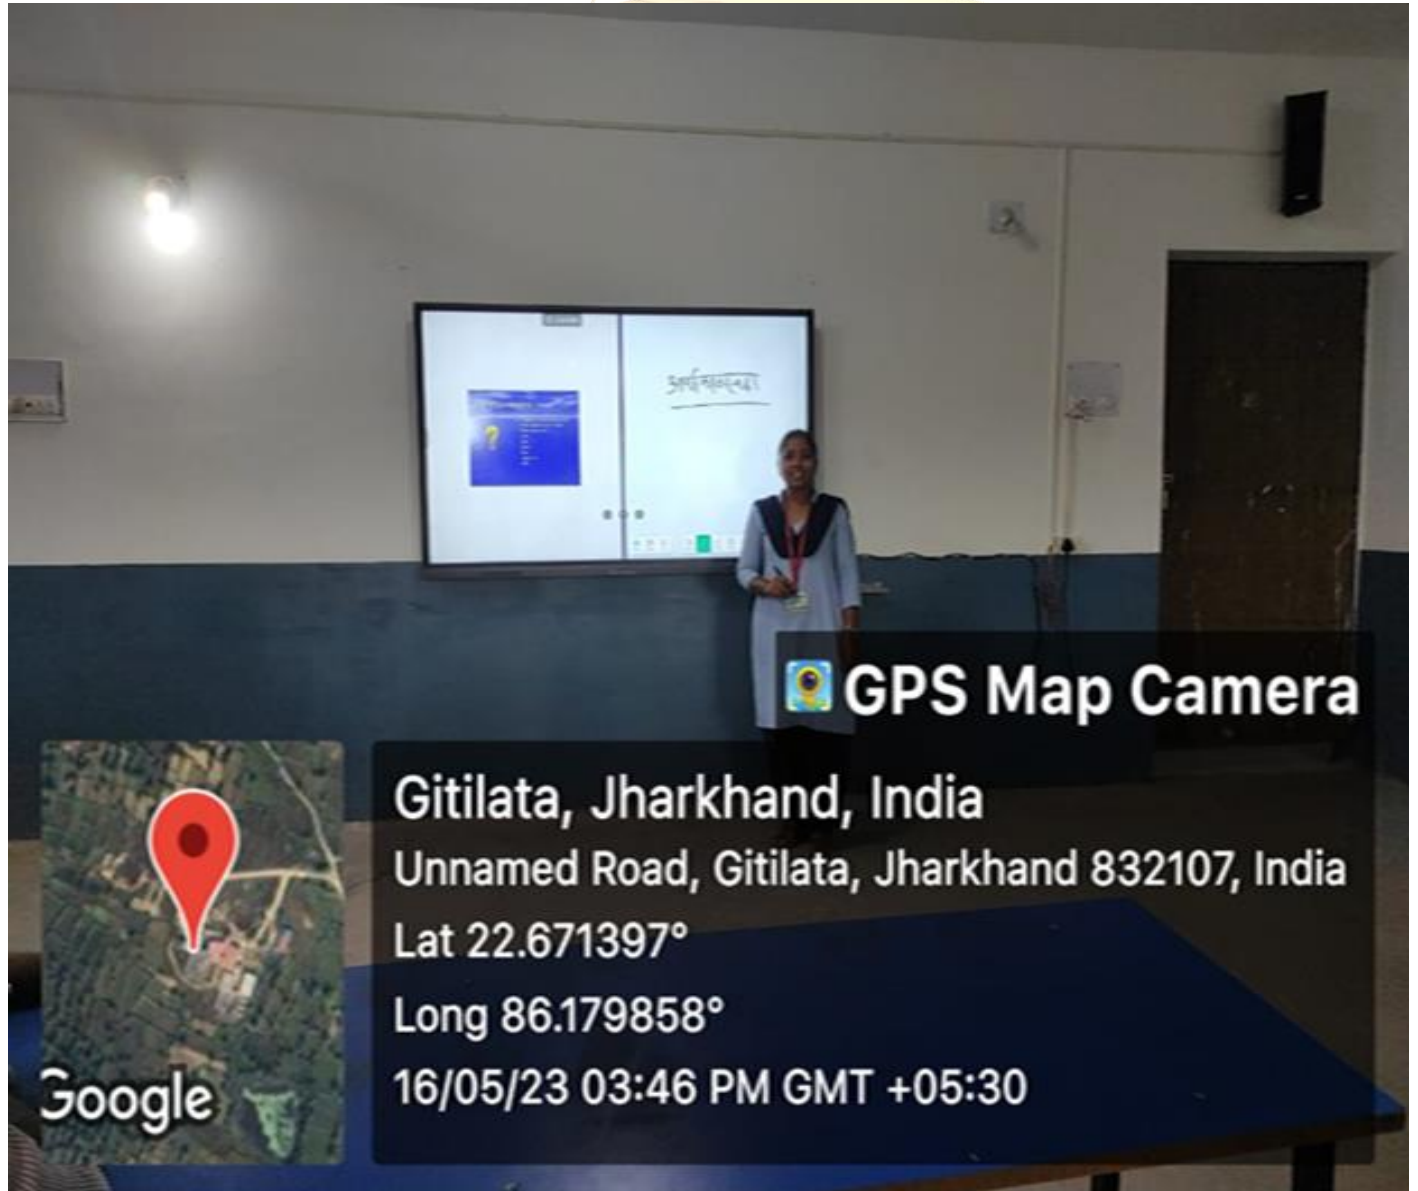 GPS Map Camera
Gitilata, Jharkhand, India
Unnamed Road, Gitilata, Jharkhand 832107, India
Lat 22.671397°
Long 86.179858°
16/05/23 03:46 PM GMT +05:30
Google
?